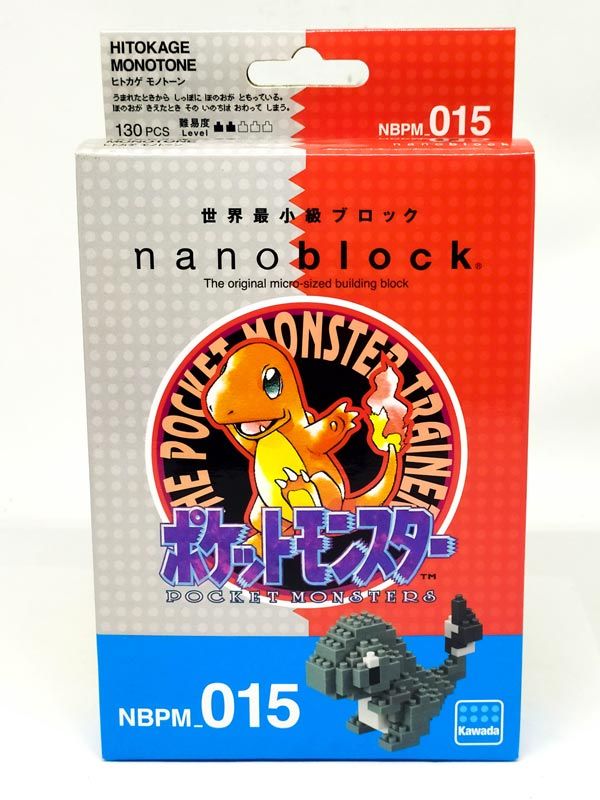 HITOKAGE
MONOTONE
ヒトカゲ モノトーン
うまれたときから しっぽに ほのおが ともっている。
ほのおが きえたとき その いのちは おわって しまう。
130 PCS 難易度 Level
NBPM_015
MONOTONE
nanoblock
世界最小級ブロック
nanoblock®
The original micro-sized building block
THE POCKET MONSTER TRAINER
ポケットモンスター™
POCKET MONSTERS
NBPM_015
Kawada